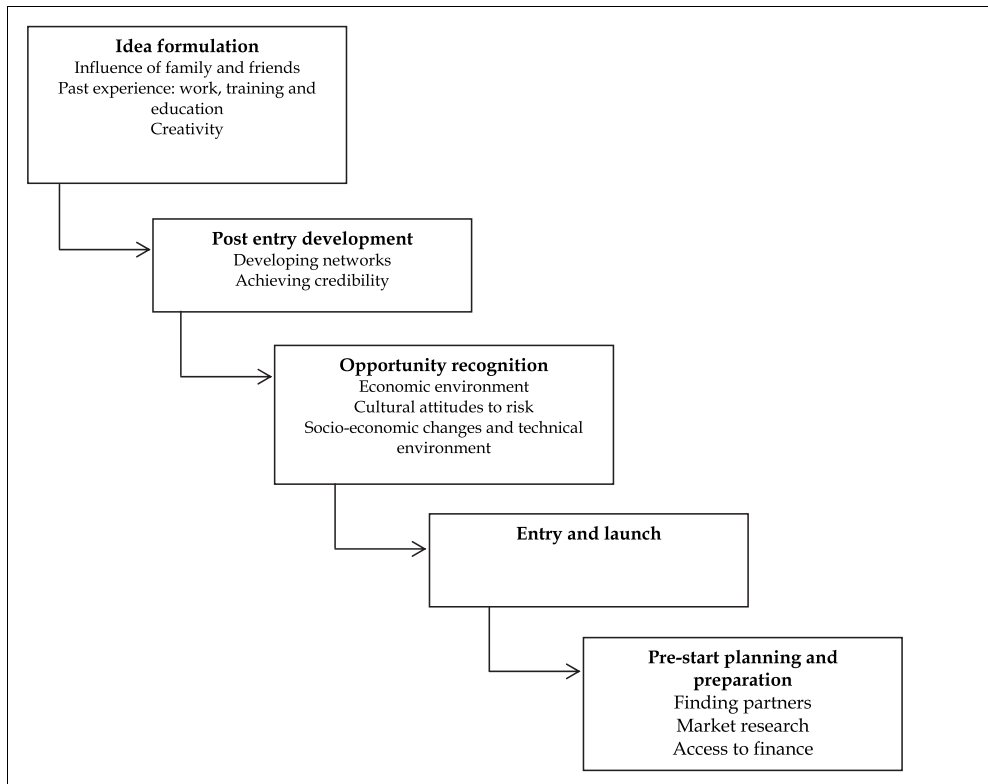 Idea formulation
Influence of family and friends
Past experience: work, training and
education
Creativity
Post entry development
Developing networks
Achieving credibility
Opportunity recognition
Economic environment
Cultural attitudes to risk
Socio-economic changes and technical
environment
Entry and launch
Pre-start planning and
preparation
Finding partners
Market research
Access to finance